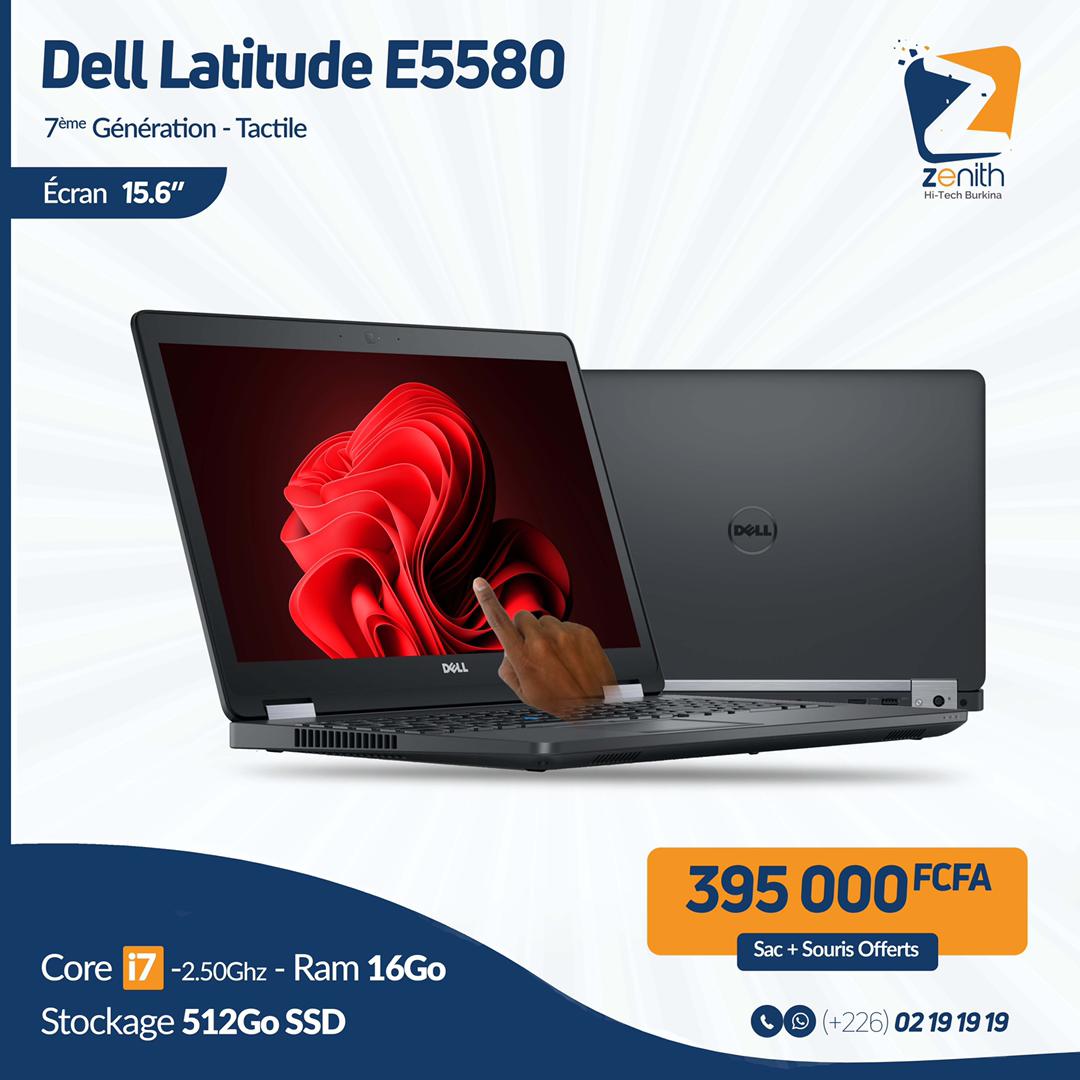 Dell Latitude E5580
7ème Génération - Tactile
Écran 15.6”
zenith
Hi-Tech Burkina
DELL
DELL
395 000 FCFA
Sac + Souris Offerts
Core i7 -2.50Ghz - Ram 16Go
Stockage 512Go SSD
(+226) 02 19 19 19